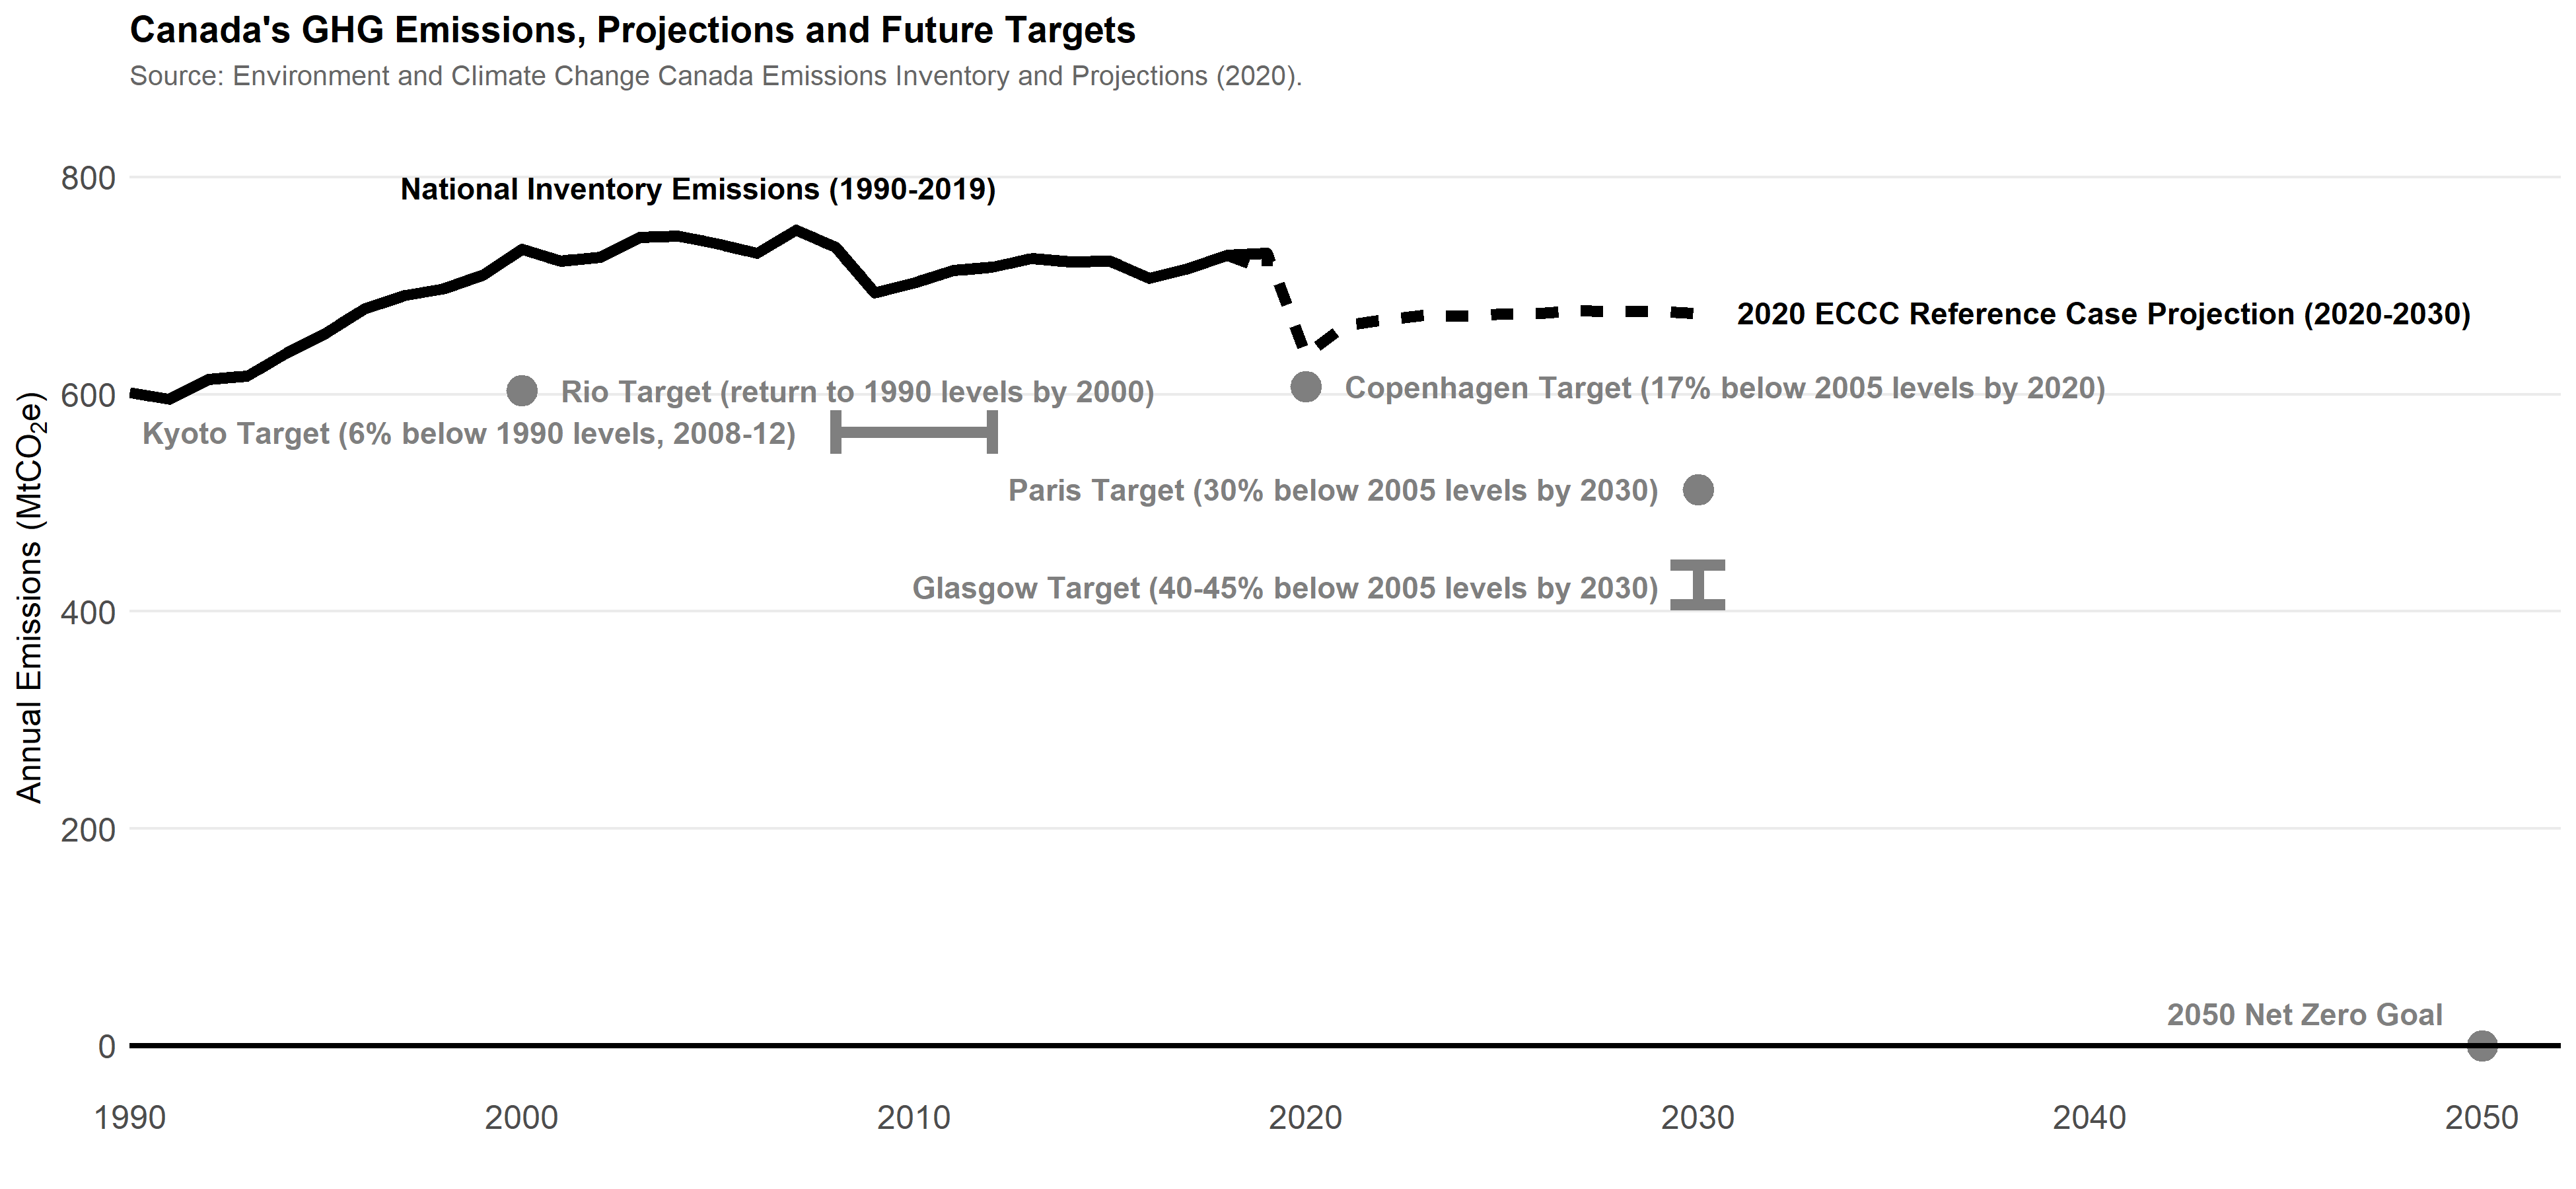 Canada's GHG Emissions, Projections and Future Targets
Source: Environment and Climate Change Canada Emissions Inventory and Projections (2020).
Annual Emissions (MtCO₂e)
800
National Inventory Emissions (1990-2019)
2020 ECCC Reference Case Projection (2020-2030)
600
Rio Target (return to 1990 levels by 2000)
Copenhagen Target (17% below 2005 levels by 2020)
Kyoto Target (6% below 1990 levels, 2008-12)
Paris Target (30% below 2005 levels by 2030)
Glasgow Target (40-45% below 2005 levels by 2030)
400
200
2050 Net Zero Goal
0
1990 2000 2010 2020 2030 2040 2050